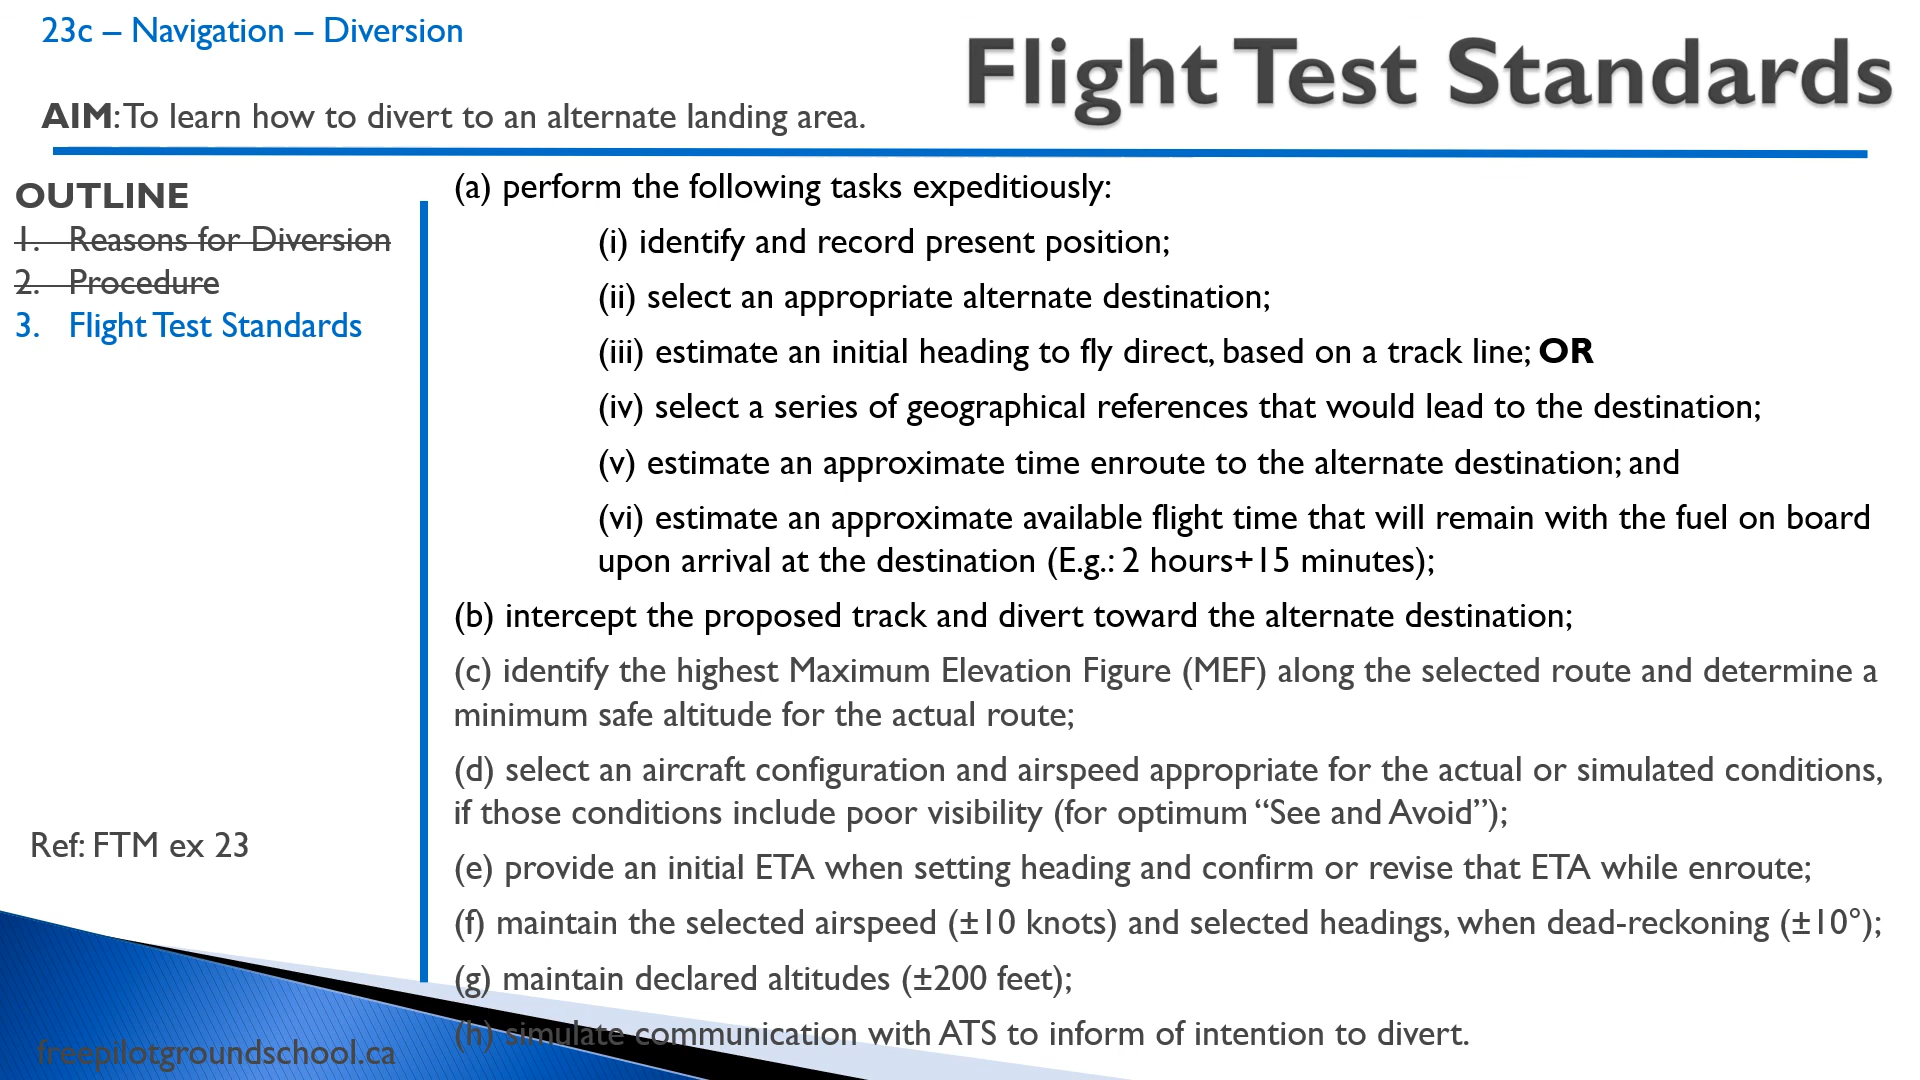 23c – Navigation – Diversion
Flight Test Standards
AIM: To learn how to divert to an alternate landing area.
OUTLINE
1. Reasons for Diversion
2. Procedure
3. Flight Test Standards
(a) perform the following tasks expeditiously:
(i) identify and record present position;
(ii) select an appropriate alternate destination;
(iii) estimate an initial heading to fly direct, based on a track line; OR
(iv) select a series of geographical references that would lead to the destination;
(v) estimate an approximate time enroute to the alternate destination; and
(vi) estimate an approximate available flight time that will remain with the fuel on board
upon arrival at the destination (E.g.: 2 hours+15 minutes);
(b) intercept the proposed track and divert toward the alternate destination;
(c) identify the highest Maximum Elevation Figure (MEF) along the selected route and determine a
minimum safe altitude for the actual route;
(d) select an aircraft configuration and airspeed appropriate for the actual or simulated conditions,
if those conditions include poor visibility (for optimum “See and Avoid”);
(e) provide an initial ETA when setting heading and confirm or revise that ETA while enroute;
(f) maintain the selected airspeed (±10 knots) and selected headings, when dead-reckoning (±10°);
(g) maintain declared altitudes (±200 feet);
(h) simulate communication with ATS to inform of intention to divert.
Ref: FTM ex 23
freepilotgroundschool.ca